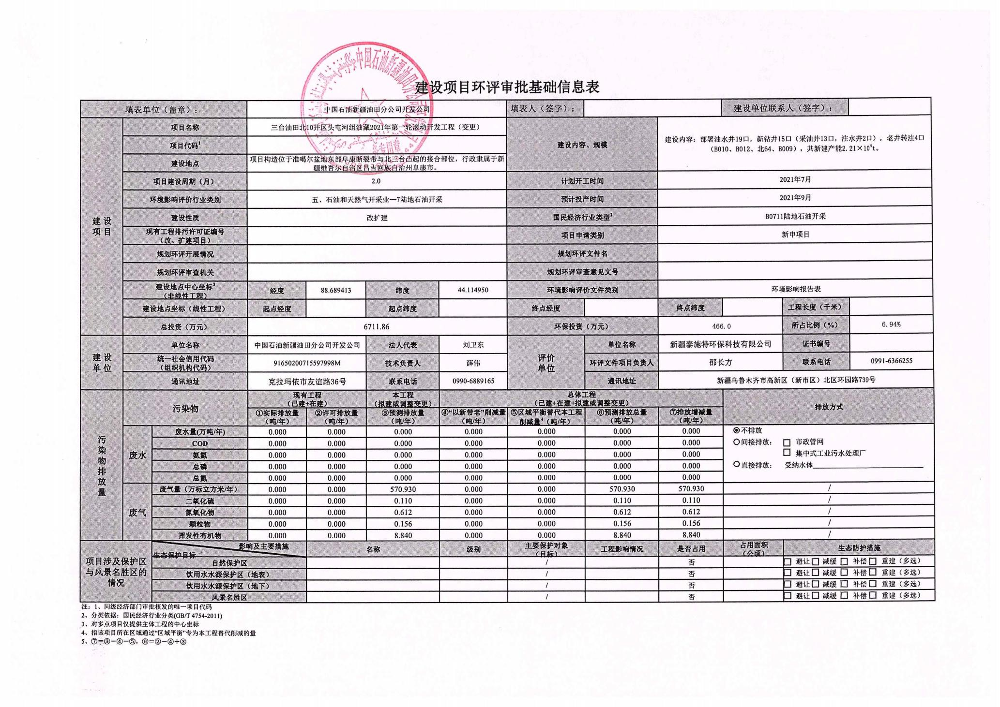 建设项目环评审批基础信息表
填表单位（盖章）： 中国石油新疆油田分公司开发公司 填表人（签字）： 建设单位联系人（签字）：
建设项目
项目名称 三台油田北10井区头屯河组油藏2021年第一轮滚动开发工程（变更）
项目代码1
建设地点 项目构造位于准噶尔盆地东部阜康断裂带与北三台凸起的接合部位，行政隶属于新
疆维吾尔自治区昌吉回族自治州阜康市。
建设内容、规模 建设内容：部署油水井19口，新钻井15口（采油井13口，注水井2口），老井转注4口
（B010、B012、北64、B009），共新建产能2.21×10⁴t。
项目建设周期（月） 2.0 计划开工时间 2021年7月
环境影响评价行业类别 五、石油和天然气开采业—7陆地石油开采 预计投产时间 2021年9月
建设性质 改扩建 国民经济行业类型2 B0711陆地石油开采
现有工程排污许可证编号
（改、扩建项目） 项目申请类别 新申项目
规划环评开展情况 规划环评文件名
规划环评审查机关 规划环评审查意见文号
建设地点中心坐标3
（非线性工程） 经度 88.689413 纬度 44.114950 环境影响评价文件类别 环境影响报告表
建设地点坐标（线性工程） 起点经度 起点纬度 终点经度 终点纬度 工程长度（千米）
总投资（万元） 6711.86 环保投资（万元） 466.0 所占比例（%） 6.94%
建设单位
单位名称 中国石油新疆油田分公司开发公司 法人代表 刘卫东 评价单位 单位名称 新疆泰施特环保科技有限公司 证书编号
统一社会信用代码
（组织机构代码） 91650200715597998M 技术负责人 薛伟 环评文件项目负责人 邵长方 联系电话 0991-6366255
通讯地址 克拉玛依市友谊路36号 联系电话 0990-6889165 通讯地址 新疆乌鲁木齐市高新区（新市区）北区环园路739号
污染物排放量
污染物 现有工程
（已建+在建） 本工程
（拟建或调整变更） 总体工程
（已建+在建+拟建或调整变更） 排放方式
①实际排放量
（吨/年） ②许可排放量
（吨/年） ③预测排放量
（吨/年） ④“以新带老”削减量
（吨/年） ⑤区域平衡替代本工程
削减量4（吨/年） ⑥预测排放总量
（吨/年） ⑦排放增减量
（吨/年）
废水
废水量(万吨/年) 0.000 0.000 0.000 0.000 0.000 0.000 0.000 ◉不排放
COD 0.000 0.000 0.000 0.000 0.000 0.000 0.000 ○间接排放： □ 市政管网
氨氮 0.000 0.000 0.000 0.000 0.000 0.000 0.000 □ 集中式工业污水处理厂
总磷 0.000 0.000 0.000 0.000 0.000 0.000 0.000 ○直接排放： 受纳水体
总氮 0.000 0.000 0.000 0.000 0.000 0.000 0.000
废气
废气量（万标立方米/年） 0.000 0.000 570.930 0.000 0.000 570.930 570.930 /
二氧化硫 0.000 0.000 0.110 0.000 0.000 0.110 0.110 /
氮氧化物 0.000 0.000 0.612 0.000 0.000 0.612 0.612 /
颗粒物 0.000 0.000 0.156 0.000 0.000 0.156 0.156 /
挥发性有机物 0.000 0.000 8.840 0.000 0.000 8.840 8.840 /
项目涉及保护区
与风景名胜区的
情况
影响及主要措施
生态保护目标 名称 级别 主要保护对象
（目标） 工程影响情况 是否占用 占用面积
（公顷） 生态防护措施
自然保护区 / 否 □ 避让 □ 减缓 □ 补偿 □ 重建（多选）
饮用水水源保护区（地表） / 否 □ 避让 □ 减缓 □ 补偿 □ 重建（多选）
饮用水水源保护区（地下） / 否 □ 避让 □ 减缓 □ 补偿 □ 重建（多选）
风景名胜区 / 否 □ 避让 □ 减缓 □ 补偿 □ 重建（多选）
注：1、同级经济部门审批核发的唯一项目代码
2、分类依据：国民经济行业分类(GB/T 4754-2011)
3、对多点项目仅提供主体工程的中心坐标
4、指该项目所在区域通过“区域平衡”专为本工程替代削减的量
5、⑦＝③－④－⑤，⑥＝②－④＋③